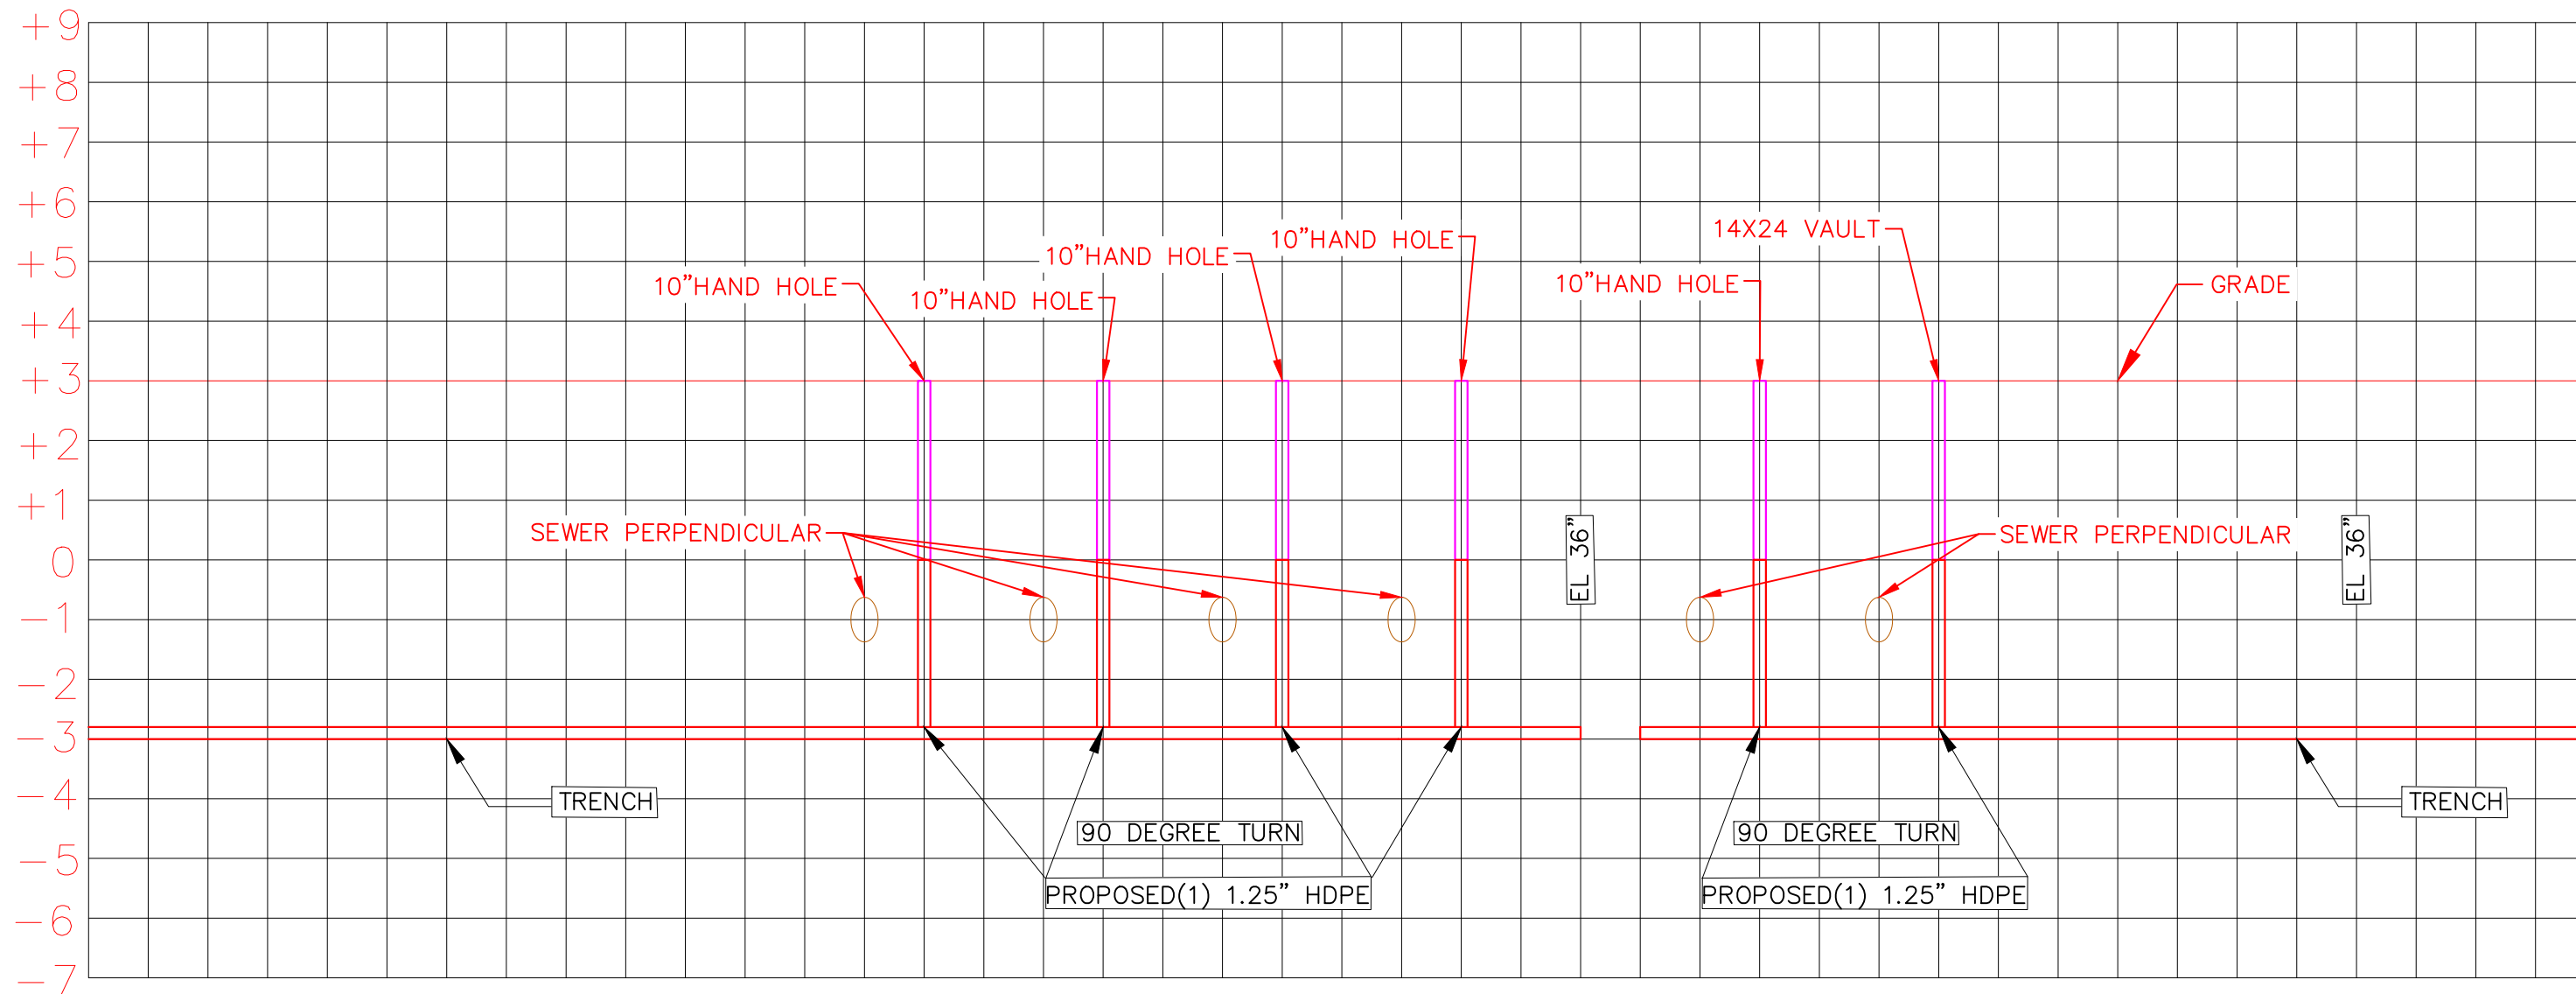 +9
+8
+7
+6
+5
+4
+3
+2
+1
0
-1
-2
-3
-4
-5
-6
-7
14X24 VAULT
10"HAND HOLE
10"HAND HOLE
10"HAND HOLE
10"HAND HOLE
10"HAND HOLE
GRADE
SEWER PERPENDICULAR
SEWER PERPENDICULAR
EL 36"
EL 36"
TRENCH
TRENCH
90 DEGREE TURN
90 DEGREE TURN
PROPOSED(1) 1.25" HDPE
PROPOSED(1) 1.25" HDPE